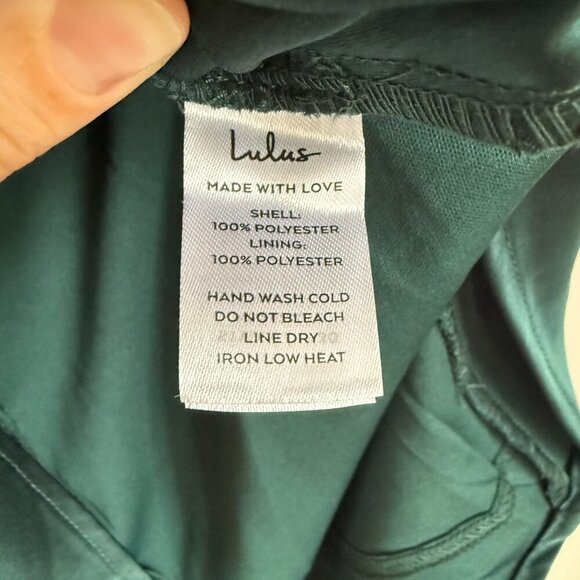 Lulus
MADE WITH LOVE
SHELL:
100% POLYESTER
LINING:
100% POLYESTER
HAND WASH COLD
DO NOT BLEACH
LINE DRY
IRON LOW HEAT